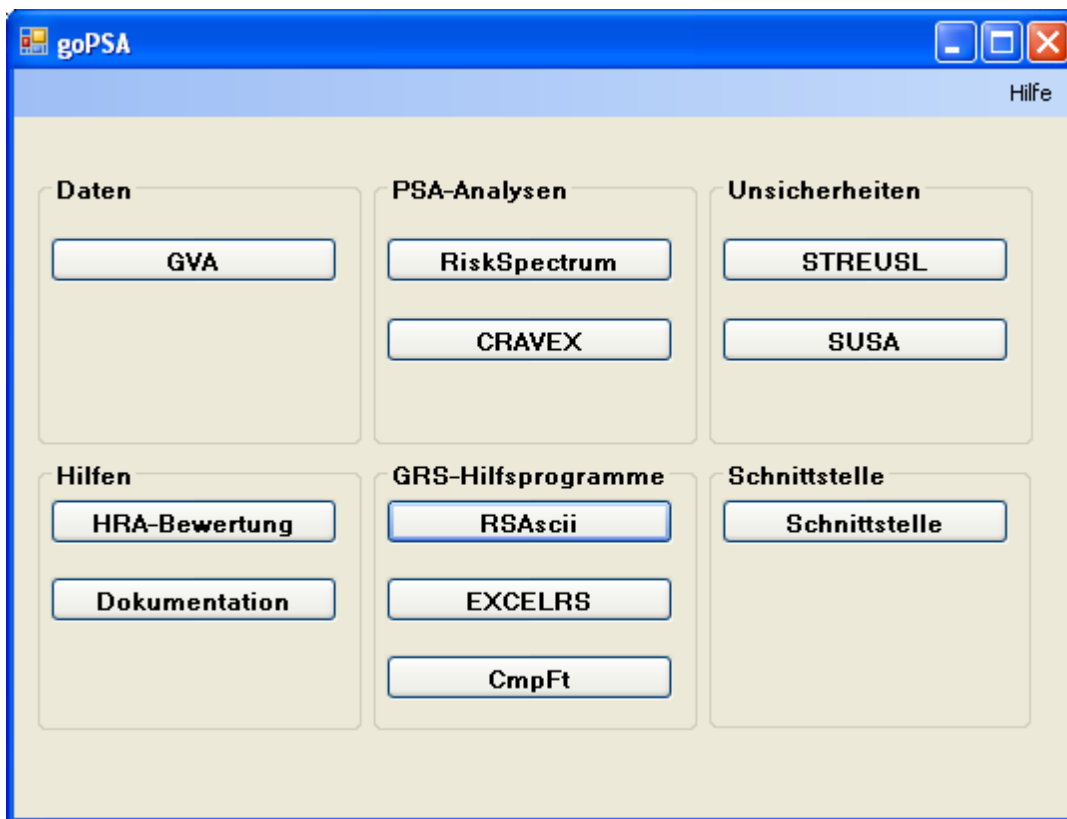 goPSA
Hilfe
Daten
GVA
PSA-Analysen
RiskSpectrum
CRAVEX
Unsicherheiten
STREUSL
SUSA
Hilfen
HRA-Bewertung
Dokumentation
GRS-Hilfsprogramme
RSAscii
EXCELRS
CmpFt
Schnittstelle
Schnittstelle